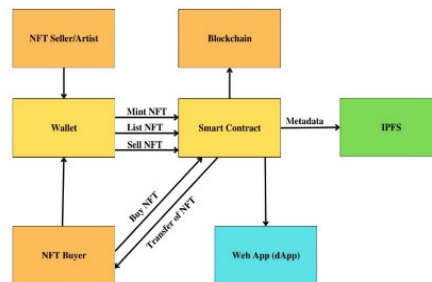 NFT Seller/Artist
Blockchain
Wallet
Mint NFT
List NFT
Sell NFT
Smart Contract
Metadata
IPFS
Buy NFT
Transfer of NFT
NFT Buyer
Web App (dApp)